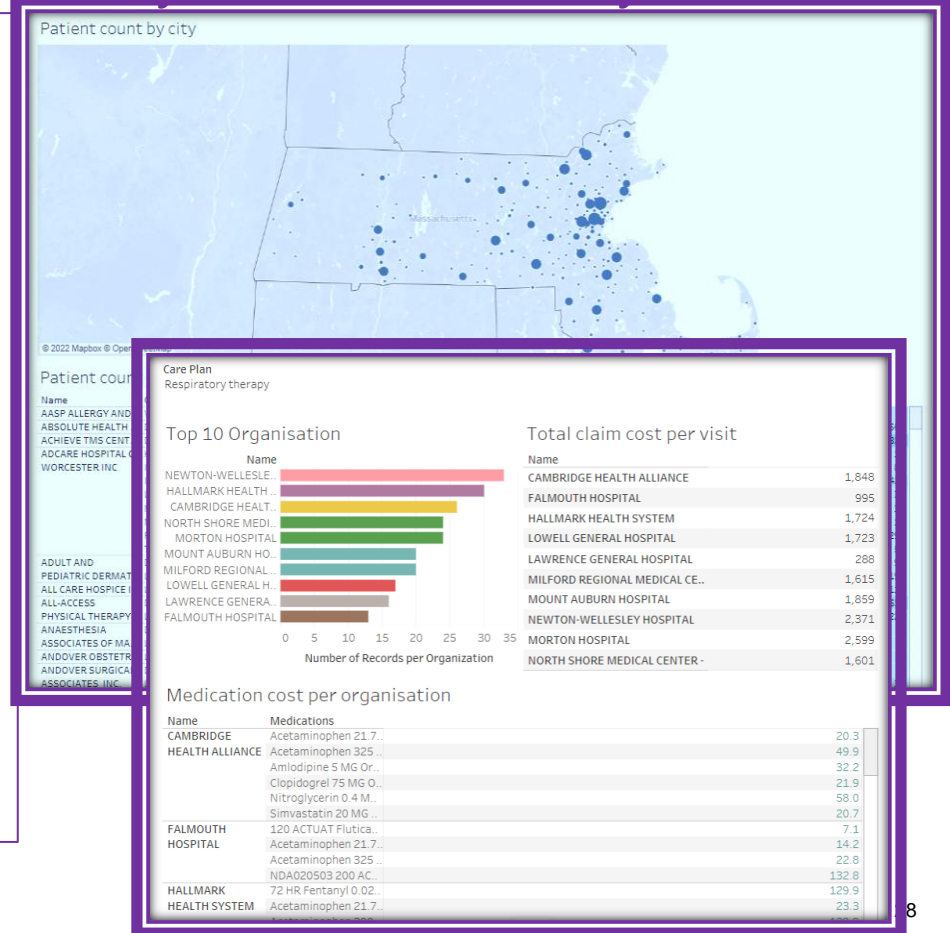 Patient count by city
Massachusetts
© 2022 Mapbox © Open
Patient coun
Name
AASP ALLERGY AND
ABSOLUTE HEALTH
ACHIEVE TMS CENT.
ADCARE HOSPITAL O
WORCESTER INC
ADULT AND
PEDIATRIC DERMAT
ALL CARE HOSPICE I
ALL-ACCESS
PHYSICAL THERAPY
ANAESTHESIA
ASSOCIATES OF MA.
ANDOVER OBSTETR
ANDOVER SURGICA
ASSOCIATES, INC.
Care Plan
Respiratory therapy
Top 10 Organisation
Name
NEWTON-WELLESLE..
HALLMARK HEALTH ..
CAMBRIDGE HEALT..
NORTH SHORE MEDI..
MORTON HOSPITAL
MOUNT AUBURN HO..
MILFORD REGIONAL ..
LOWELL GENERAL H..
LAWRENCE GENERA..
FALMOUTH HOSPITAL
0 5 10 15 20 25 30 35
Number of Records per Organization
Total claim cost per visit
Name
CAMBRIDGE HEALTH ALLIANCE 1,848
FALMOUTH HOSPITAL 995
HALLMARK HEALTH SYSTEM 1,724
LOWELL GENERAL HOSPITAL 1,723
LAWRENCE GENERAL HOSPITAL 288
MILFORD REGIONAL MEDICAL CE.. 1,615
MOUNT AUBURN HOSPITAL 1,859
NEWTON-WELLESLEY HOSPITAL 2,371
MORTON HOSPITAL 2,599
NORTH SHORE MEDICAL CENTER - 1,601
Medication cost per organisation
Name Medications
CAMBRIDGE Acetaminophen 21.7.. 20.3
HEALTH ALLIANCE Acetaminophen 325 .. 49.9
Amlodipine 5 MG Or.. 32.2
Clopidogrel 75 MG O.. 21.9
Nitroglycerin 0.4 M.. 58.0
Simvastatin 20 MG .. 20.7
FALMOUTH 120 ACTUAT Flutica.. 7.1
HOSPITAL Acetaminophen 21.7.. 14.2
Acetaminophen 325 .. 22.8
NDA020503 200 AC.. 132.8
HALLMARK 72 HR Fentanyl 0.02.. 129.9
HEALTH SYSTEM Acetaminophen 21.7.. 23.3
8